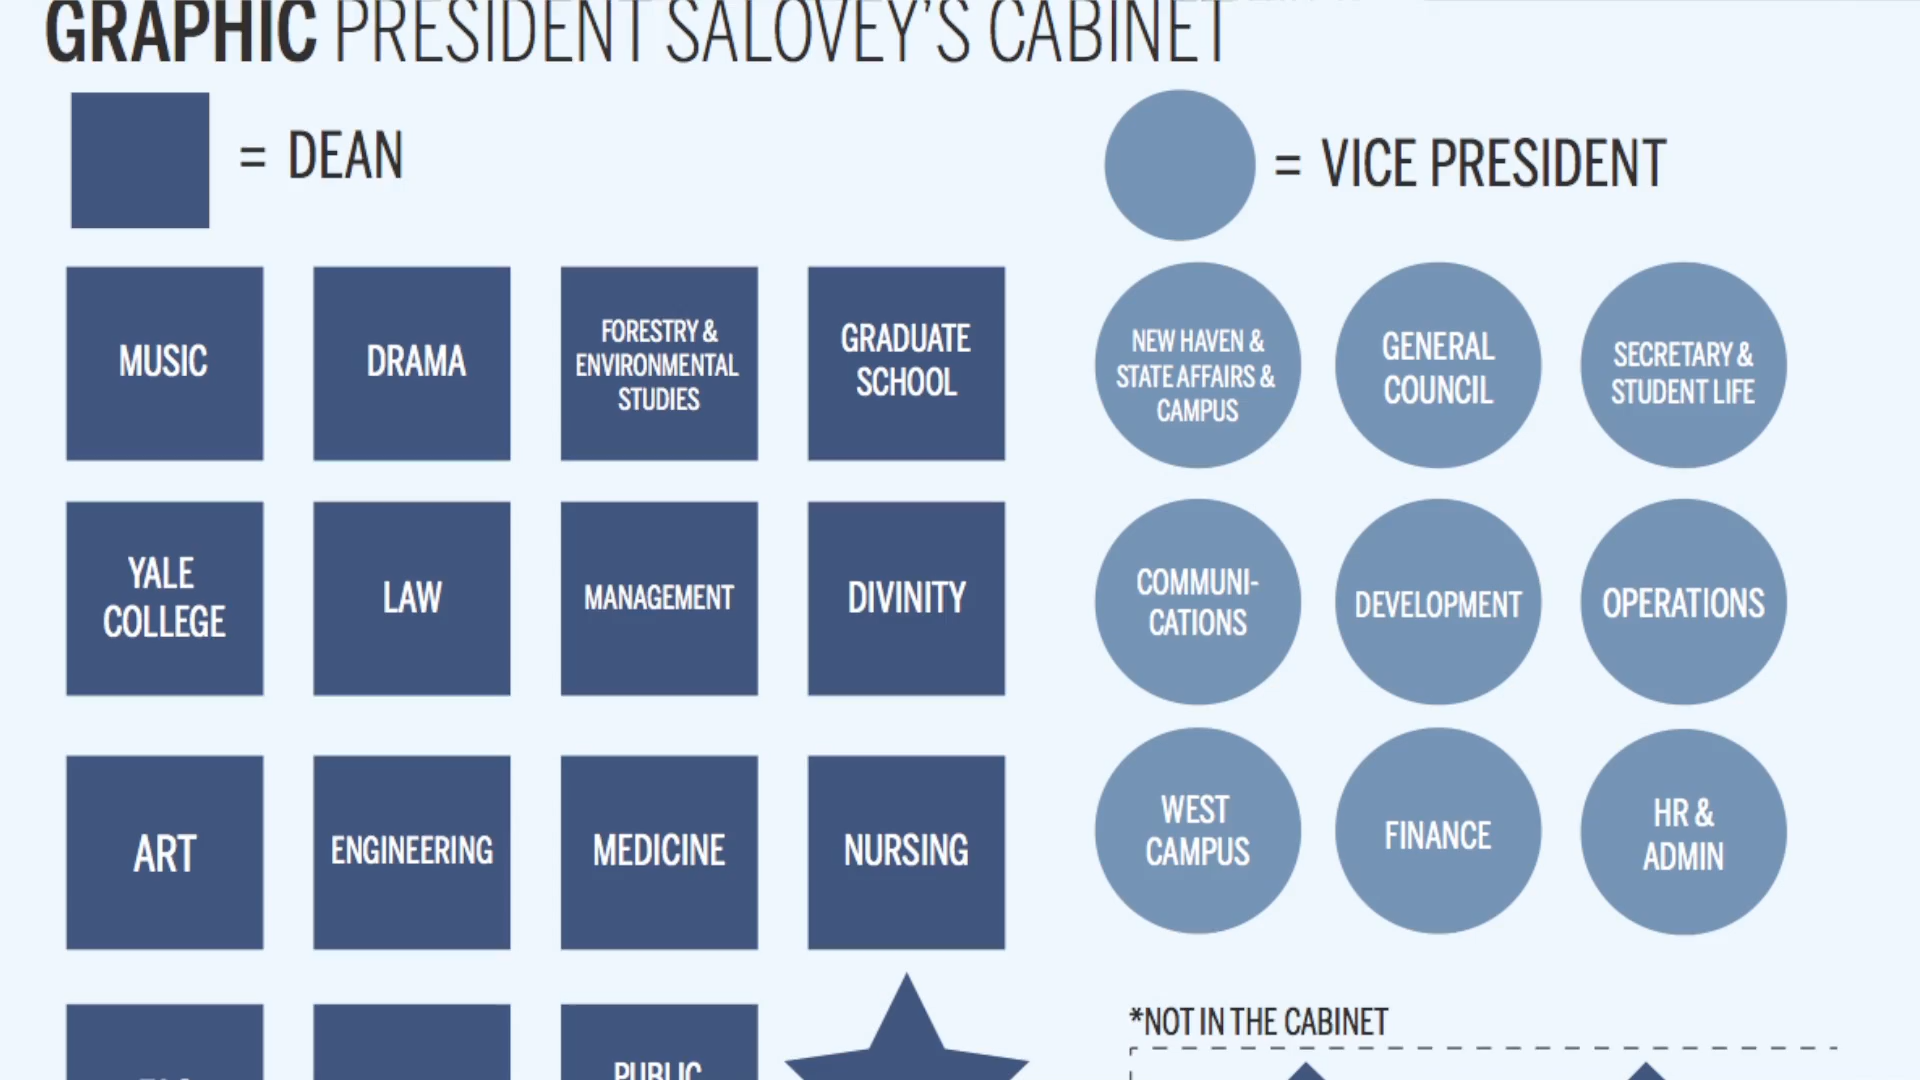 GRAPHIC PRESIDENT SALOVEY'S CABINET
= DEAN
= VICE PRESIDENT
MUSIC
DRAMA
FORESTRY &
ENVIRONMENTAL
STUDIES
GRADUATE
SCHOOL
NEW HAVEN &
STATE AFFAIRS &
CAMPUS
GENERAL
COUNCIL
SECRETARY &
STUDENT LIFE
YALE
COLLEGE
LAW
MANAGEMENT
DIVINITY
COMMUNI-
CATIONS
DEVELOPMENT
OPERATIONS
ART
ENGINEERING
MEDICINE
NURSING
WEST
CAMPUS
FINANCE
HR &
ADMIN
PUBLIC
*NOT IN THE CABINET